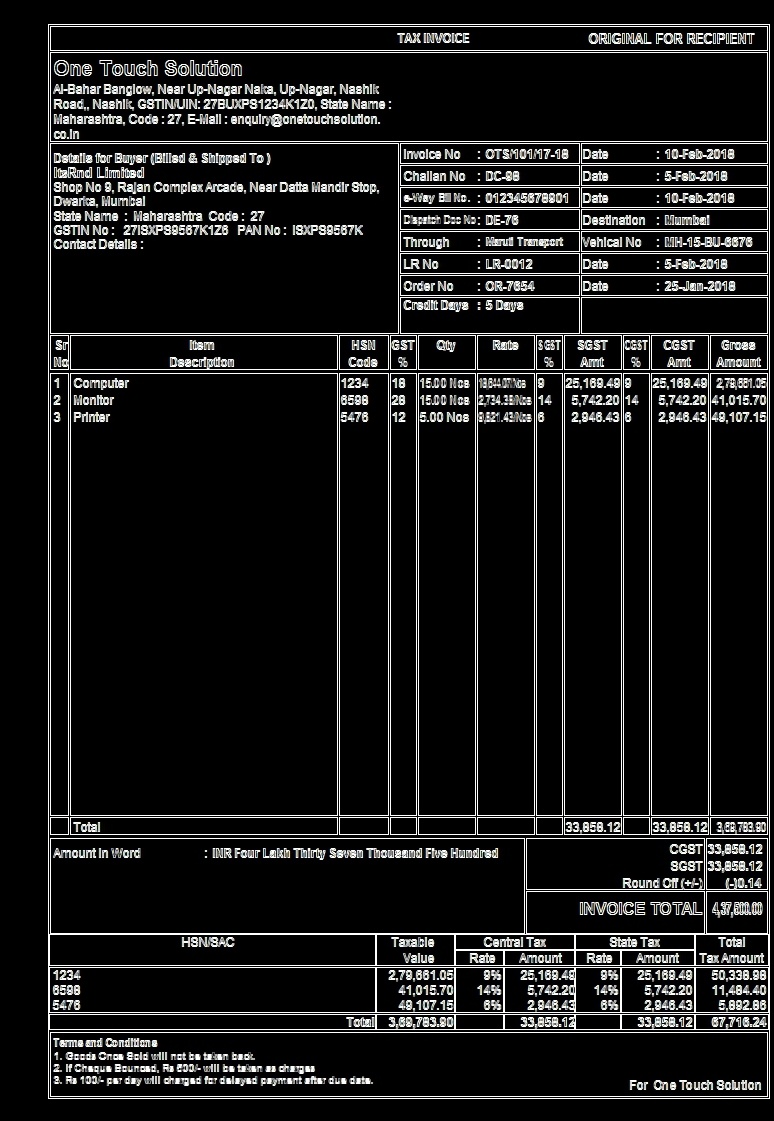 TAX INVOICE ORIGINAL FOR RECIPIENT
One Touch Solution
Al-Bahar Banglow, Near Up-Nagar Naka, Up-Nagar, Nashik
Road,, Nashik, GSTIN/UIN: 27BUXPS1234K1Z0, State Name :
Maharashtra, Code : 27, E-Mail : enquiry@onetouchsolution.
co.in
Details for Buyer (Billed & Shipped To )
ItsRnd Limited
Shop No 9, Rajan Complex Arcade, Near Datta Mandir Stop,
Dwarka, Mumbai
State Name : Maharashtra Code : 27
GSTIN No : 27ISXPS9567K1Z6 PAN No : ISXPS9567K
Contact Details :
Invoice No : OTS/101/17-18 Date : 10-Feb-2018
Challan No : DC-98 Date : 5-Feb-2018
e-Way Bill No. : 012345678901 Date : 10-Feb-2018
Dispatch Doc No : DE-76 Destination : Mumbai
Through : Maruti Transport Vehical No : MH-15-BU-6676
LR No : LR-0012 Date : 5-Feb-2018
Order No : OR-7654 Date : 25-Jan-2018
Credit Days : 5 Days
Sr Item HSN GST Qty Rate SGST SGST CGST CGST Gross
No Description Code % % Amt % Amt Amount
1 Computer 1234 18 15.00 Nos 18,644.07/Nos 9 25,169.49 9 25,169.49 2,79,661.05
2 Monitor 6598 28 15.00 Nos 2,734.38/Nos 14 5,742.20 14 5,742.20 41,015.70
3 Printer 5476 12 5.00 Nos 9,821.43/Nos 6 2,946.43 6 2,946.43 49,107.15
Total 33,858.12 33,858.12 3,69,783.90
Amount In Word : INR Four Lakh Thirty Seven Thousand Five Hundred
CGST 33,858.12
SGST 33,858.12
Round Off (+/-) (-)0.14
INVOICE TOTAL 4,37,500.00
HSN/SAC Taxable Central Tax State Tax Total
Value Rate Amount Rate Amount Tax Amount
1234 2,79,661.05 9% 25,169.49 9% 25,169.49 50,338.98
6598 41,015.70 14% 5,742.20 14% 5,742.20 11,484.40
5476 49,107.15 6% 2,946.43 6% 2,946.43 5,892.86
Total 3,69,783.90 33,858.12 33,858.12 67,716.24
Terms and Conditions
1. Goods Once Sold will not be taken back.
2. If Cheque Bounced, Rs 500/- will be taken as charges
3. Rs 100/- per day will charged for delayed payment after due date.
For One Touch Solution